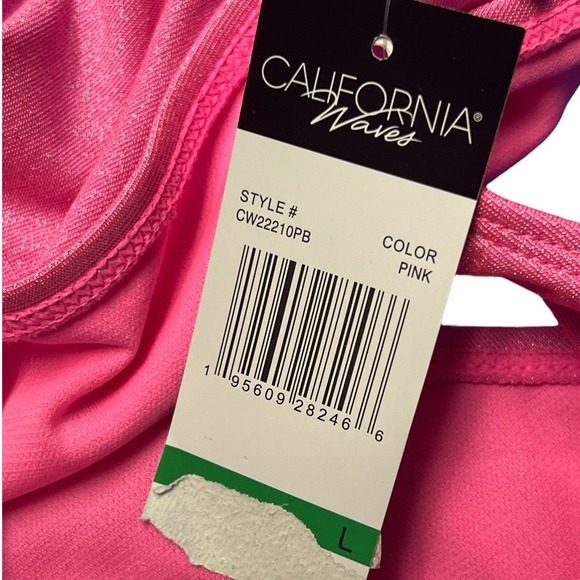 CALIFORNIA®
Waves
STYLE #
CW22210PB
COLOR
PINK
1 95609 28246 6
L